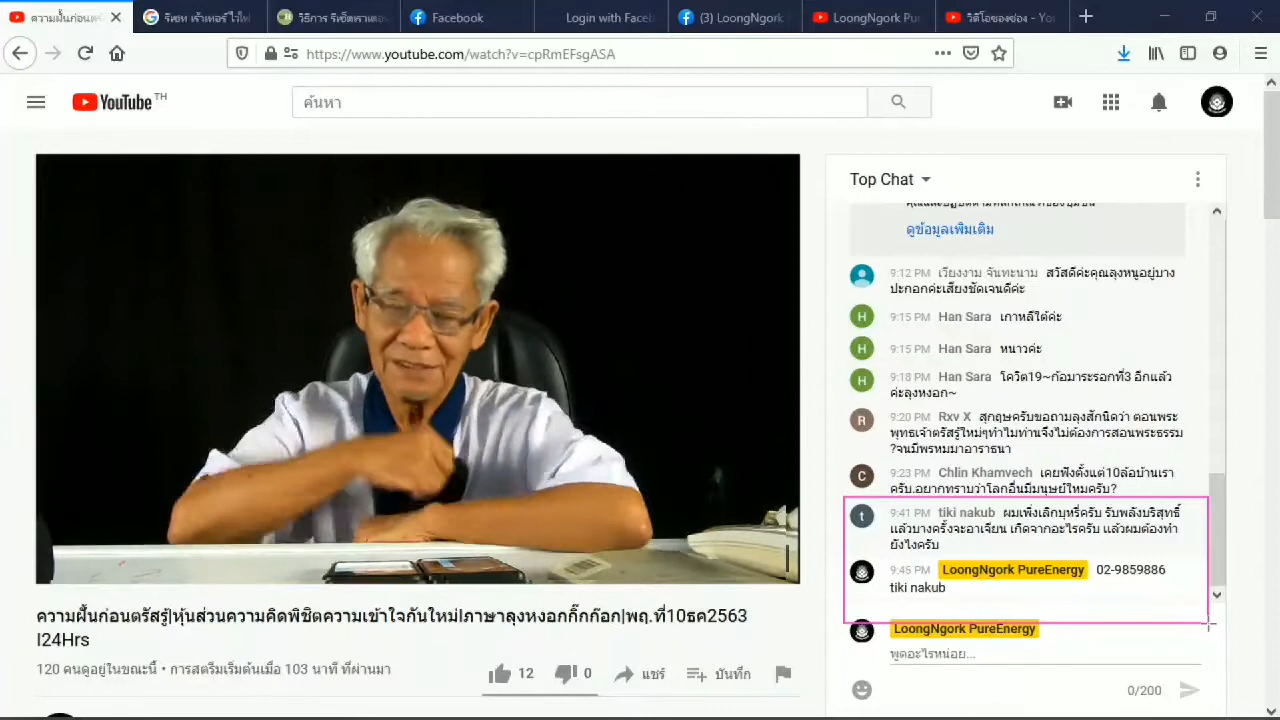 ความฝันก่อนตรัส
รีเซท เร้าเทอร์ ไวไฟ
วิธีการ รีเซ็ตเราเตอ
Facebook
Login with Faceb
(3) LoongNgork
LoongNgork Pu
วิดีโอของช่อง - Yo
https://www.youtube.com/watch?v=cpRmEFsgASA
YouTube TH
ค้นหา
Top Chat
ดูข้อมูลเพิ่มเติม
9:12 PM เวียงงาม จันทะนาม สวัสดีค่ะคุณลุงหนูอยู่บาง
ปะกอกค่ะเสียงชัดเจนดีค่ะ
H 9:15 PM Han Sara เกาหลีใต้ค่ะ
H 9:15 PM Han Sara หนาวค่ะ
H 9:18 PM Han Sara โควิต19~ก้อมาระรอกที่3 อีกแล้ว
ค่ะลุงหงอก~
R 9:20 PM Rxv X สุกฤษครับขอถามลุงสักนิดว่า ตอนพระ
พุทธเจ้าตรัสรู้ใหม่ๆทำไมท่านจึงไม่ต้องการสอนพระธรรม
?จนมีพรหมมาอาราธนา
C 9:23 PM Chlin Khamvech เคยฟังตั้งแต่10ล้อบ้านเรา
ครับ.อยากทราบว่าโลกอื่นมีมนุษย์ใหมครับ?
t 9:41 PM tiki nakub ผมเพิ่งเลิกบุหรี่ครับ รับพลังบริสุทธิ์
แล้วบางครั้งจะอาเจียน เกิดจากอะไรครับ แล้วผมต้องทำ
ยังไงครับ
9:45 PM LoongNgork PureEnergy 02-9859886
tiki nakub
LoongNgork PureEnergy
พูดอะไรหน่อย...
0/200
ความฝันก่อนตรัสรู้|หุ้นส่วนความคิดพิชิตความเข้าใจกันใหม่|ภาษาลุงหงอกกิ๊กก๊อก|พฤ.ที่10ธค2563
|24Hrs
120 คนดูอยู่ในขณะนี้ • การสตรีมเริ่มต้นเมื่อ 103 นาที ที่ผ่านมา
12 0 แชร์ บันทึก